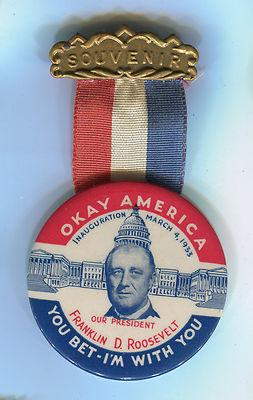 SOUVENIR
OKAY AMERICA
INAUGURATION MARCH 4, 1933
OUR PRESIDENT
FRANKLIN D. ROOSEVELT
YOU BET-I'M WITH YOU